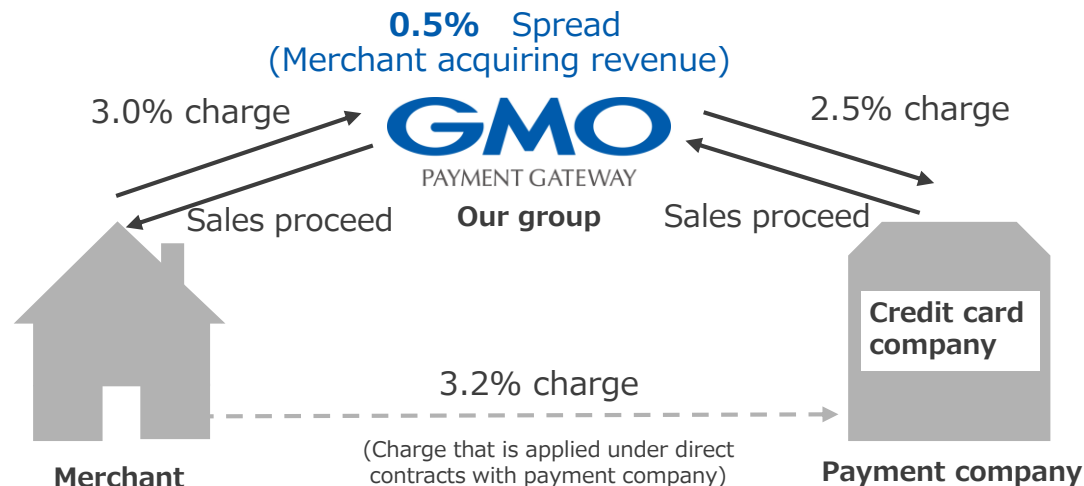 0.5% Spread
(Merchant acquiring revenue)
3.0% charge
GMO
PAYMENT GATEWAY
2.5% charge
Sales proceed
Our group
Sales proceed
Credit card
company
3.2% charge
(Charge that is applied under direct
contracts with payment company)
Merchant
Payment company